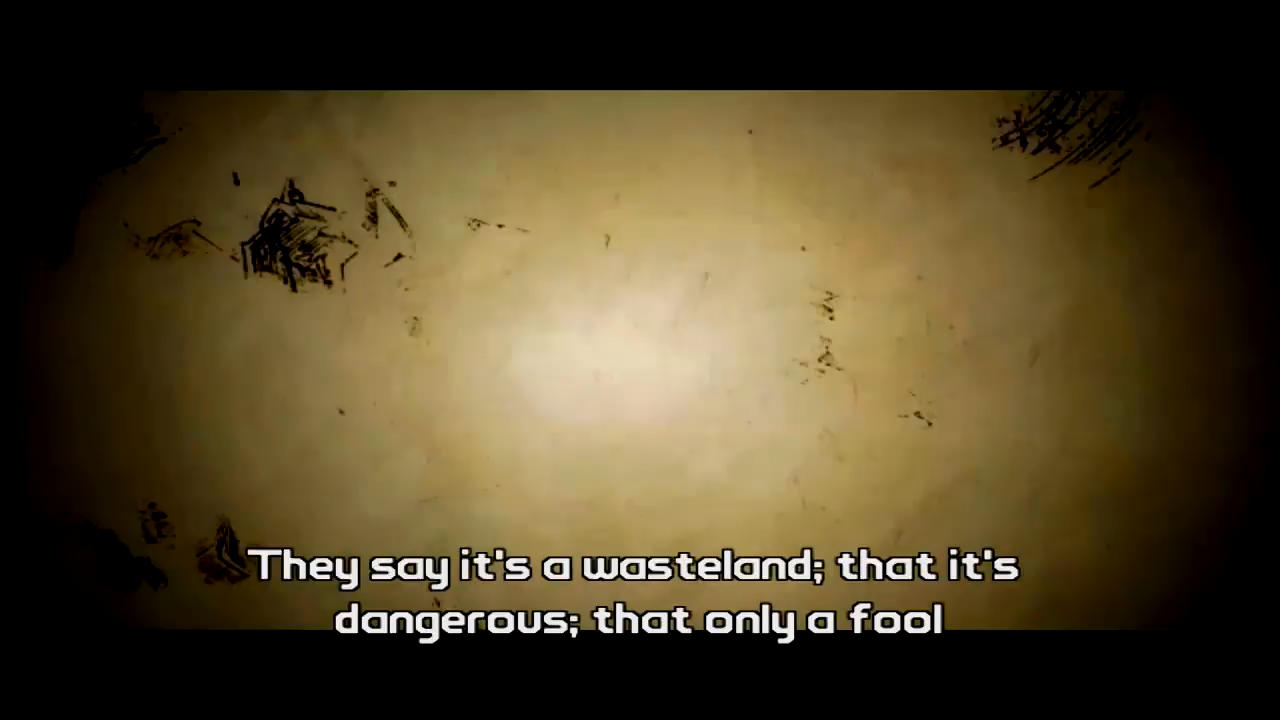 They say it's a wasteland; that it's
dangerous; that only a fool